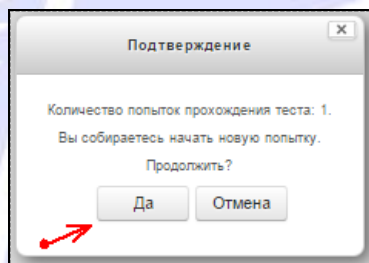 Подтверждение
Количество попыток прохождения теста: 1.
Вы собираетесь начать новую попытку.
Продолжить?
Да Отмена